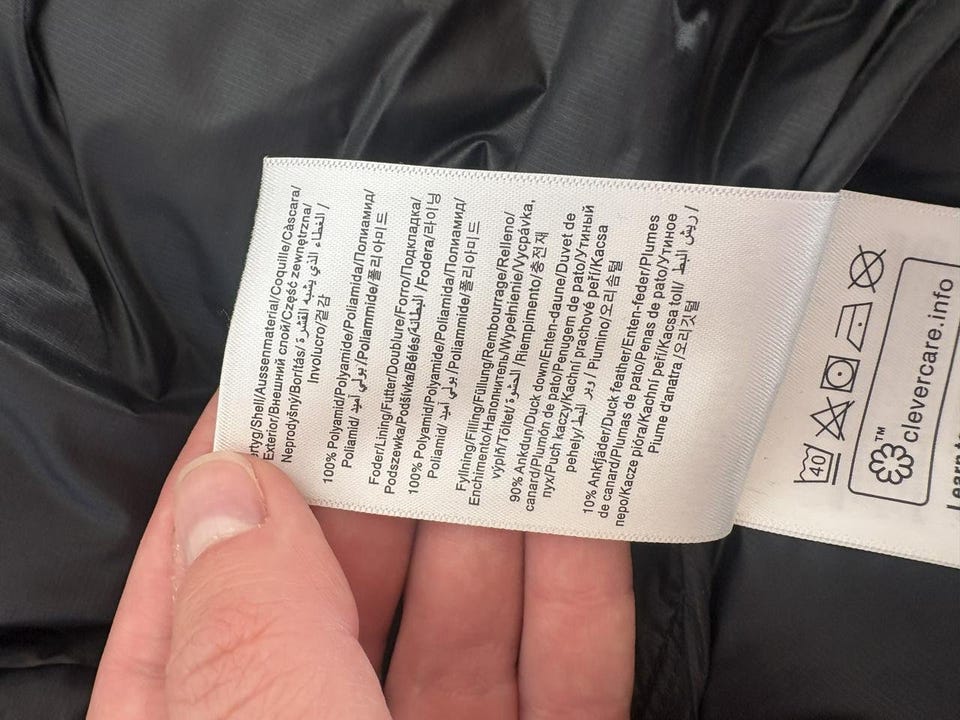 /Shell/Aussenmaterial/Coquille/Cáscara/
Exterior/Внешний слой/Część zewnętrzna/
Neprodyšný/Borítás/ الغطاء الذي يشبه القشرة /
Involucro/겉감
100% Polyamid/Polyamide/Poliamida/Полиамид/
Poliamid/ بولي أميد /Poliammide/폴리아미드
Foder/Lining/Futter/Doublure/Forro/Подкладка/
Podszewka/Podšívka/Bélés/ البطانة /Fodera/라이닝
100% Polyamid/Polyamide/Poliamida/Полиамид/
Poliamid/ بولي أميد /Poliammide/폴리아미드
Fyllning/Filling/Füllung/Rembourrage/Relleno/
Enchimento/Наполнитель/Wypełnienie/Vycpávka,
výplň/Töltet/ الحشوة / Riempimento/충전재
90% Ankdun/Duck down/Enten-daune/Duvet de
canard/Plumón de pato/Penugem de pato/Утиный
пух/Puch kaczy/Kachní prachové peří/Kacsa
pehely/ وبر البط / Piumino/오리솜털
10% Ankfjäder/Duck feather/Enten-feder/Plumes
de canard/Plumas de pato/Penas de pato/Утиное
перо/Kacze pióra/Kachní peří/Kacsa toll/ ريش البط /
Piume d'anatra /오리깃털
40
™
clevercare.info
Learn